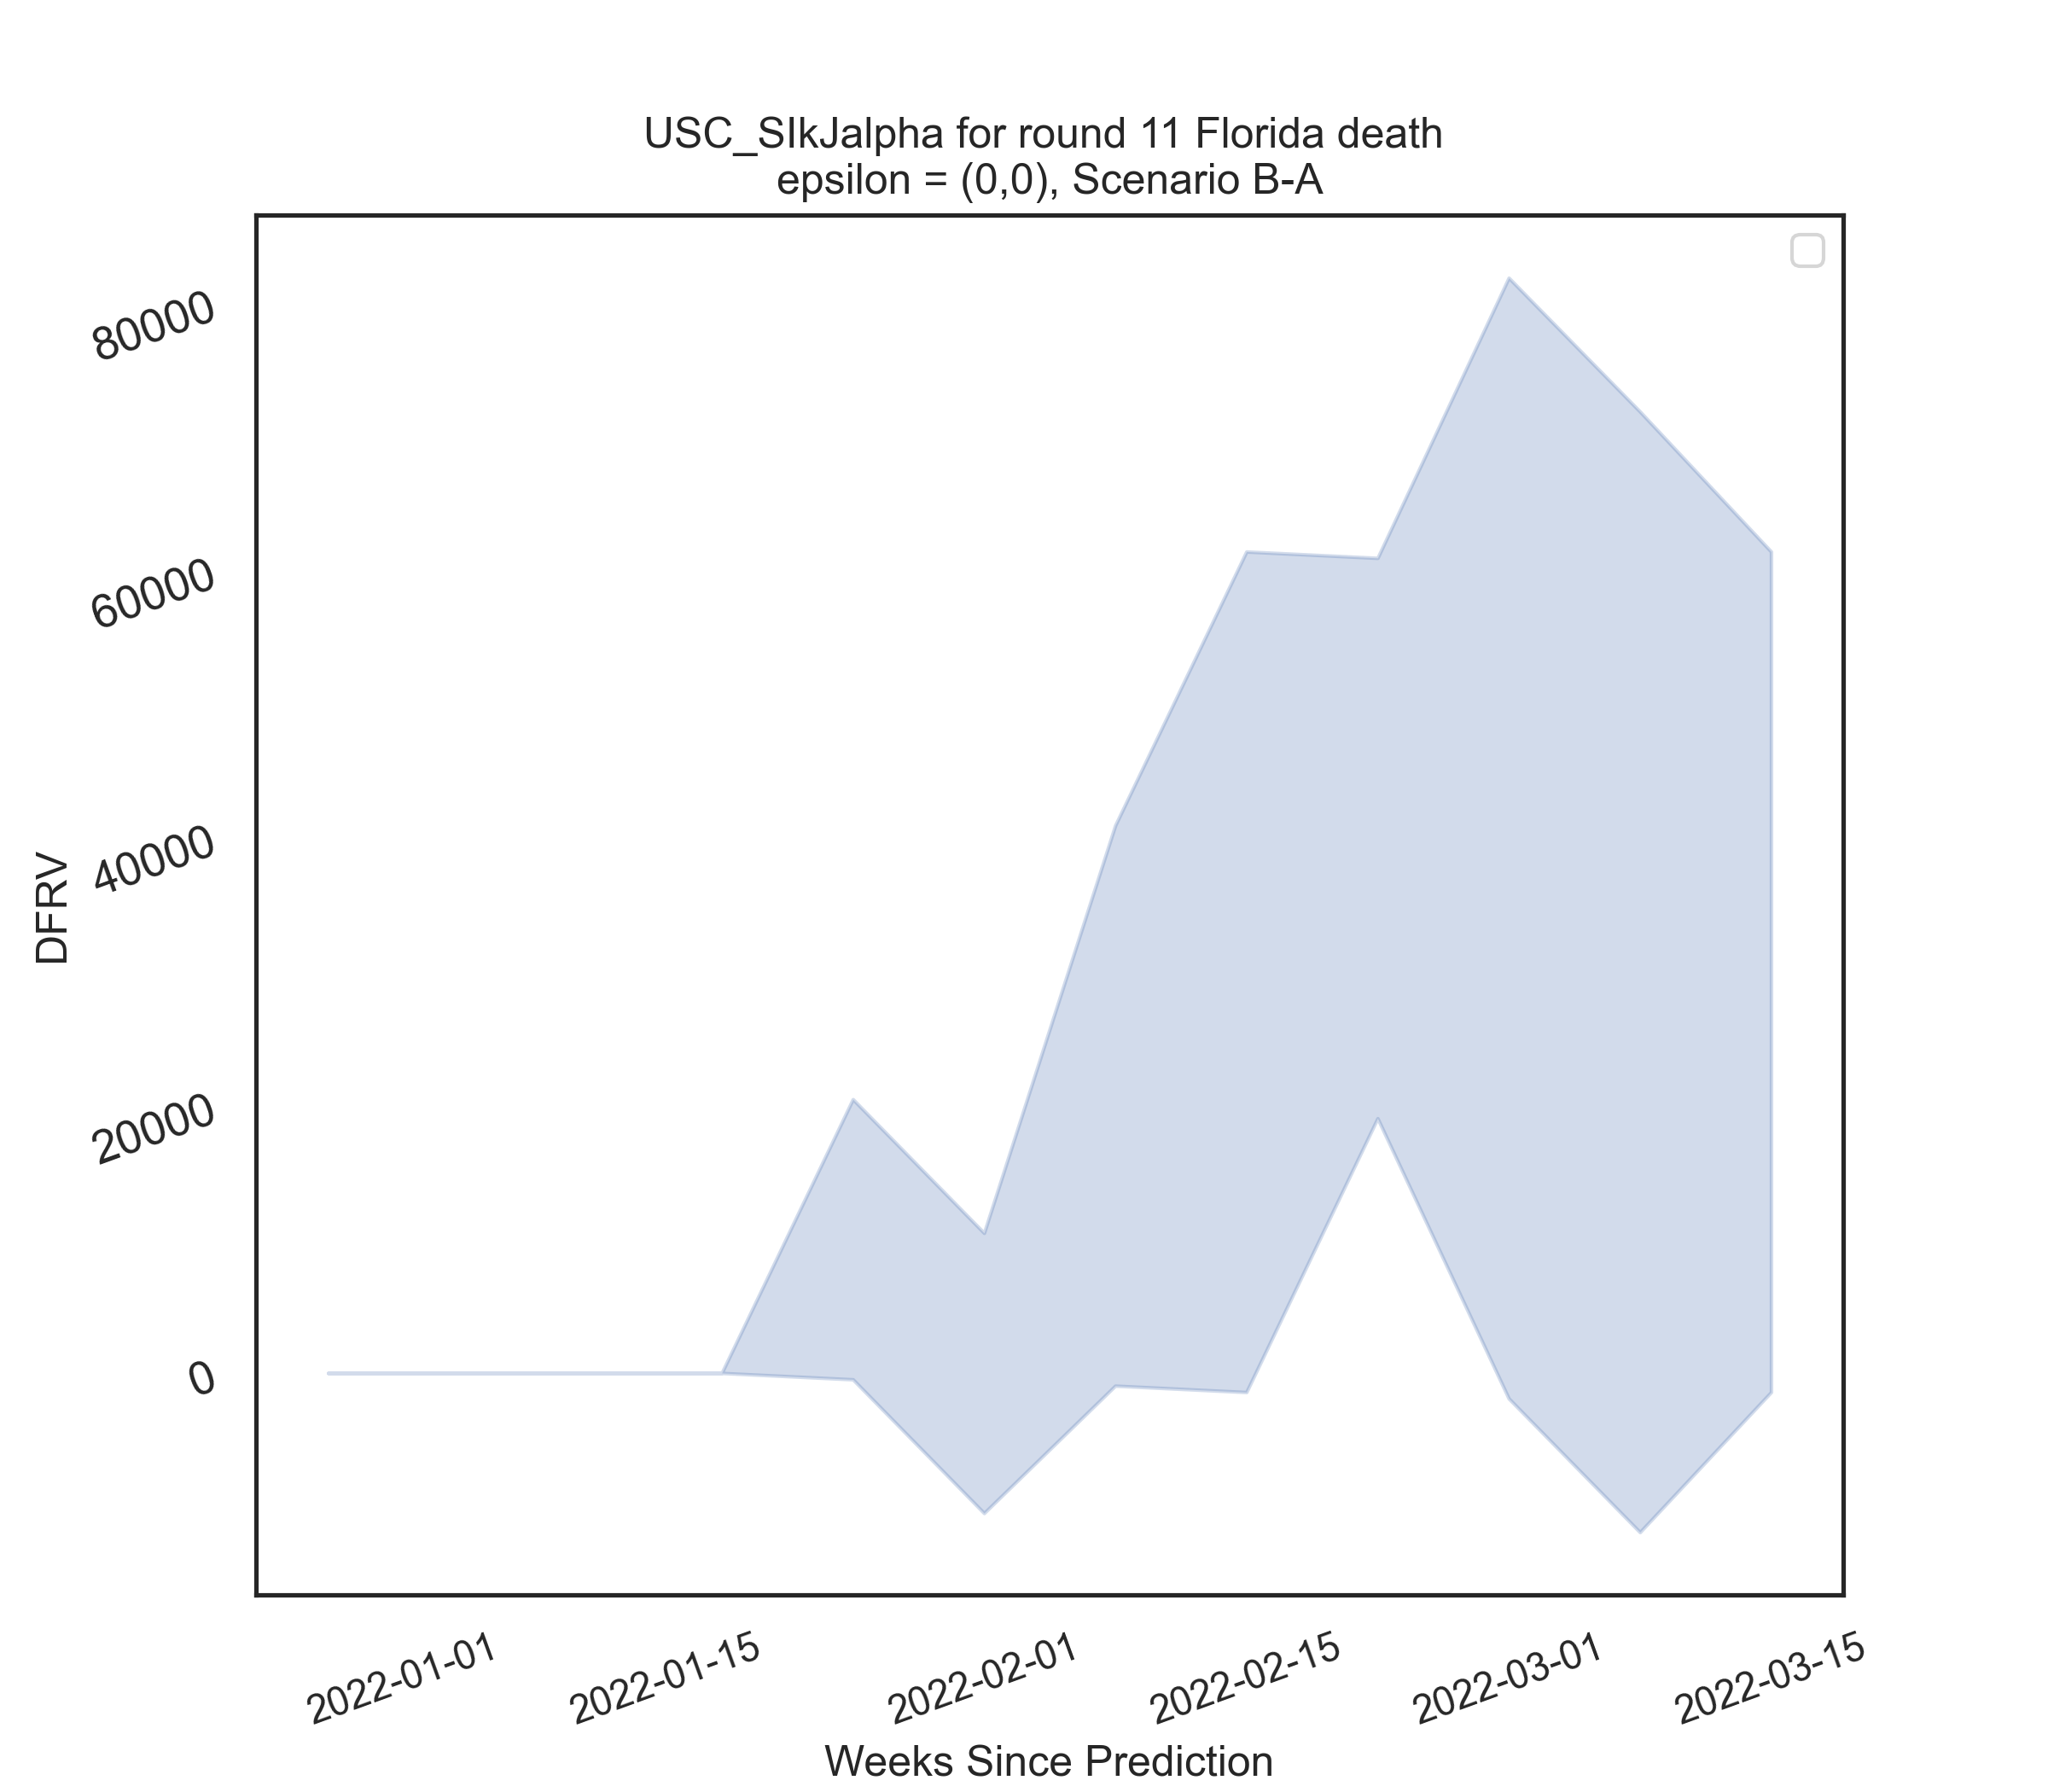 USC_SIkJalpha for round 11 Florida death
epsilon = (0,0), Scenario B-A
80000
60000
40000
20000
0
DFRV
2022-01-01
2022-01-15
2022-02-01
2022-02-15
2022-03-01
2022-03-15
Weeks Since Prediction